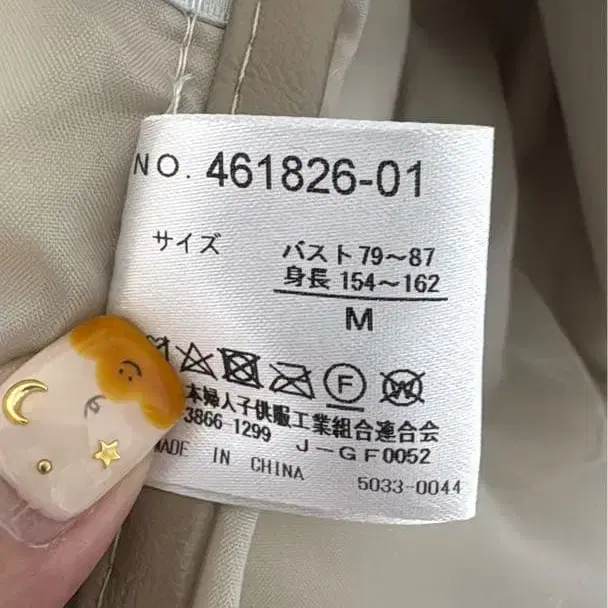 NO. 461826-01
サイズ
バスト 79～87
身長 154～162
M
F W
本婦人子供服工業組合連合会
3866-1299 J-GF0052
MADE IN CHINA
5033-0044